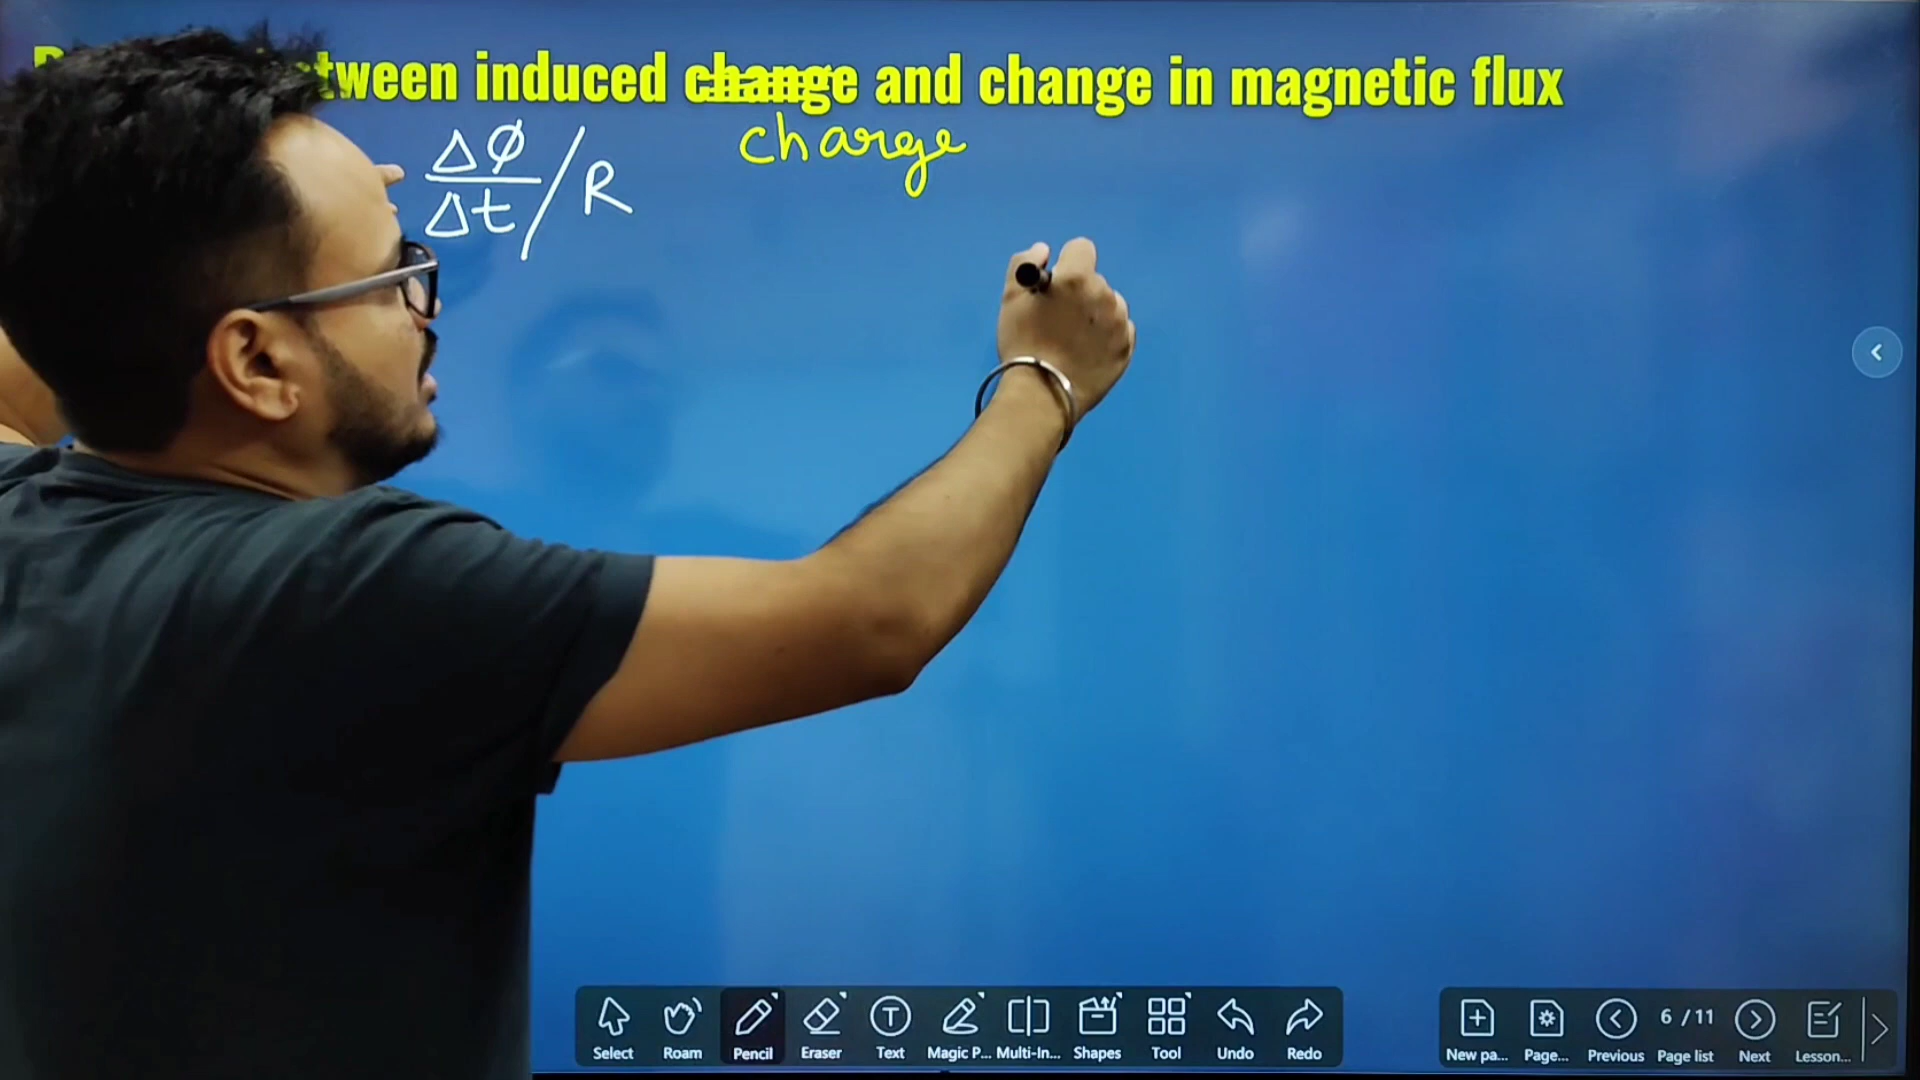 between induced change and change in magnetic flux
charge
Δφ
Δt / R
6 / 11
Select Roam Pencil Eraser Text Magic P... Multi-In... Shapes Tool Undo Redo
New pa... Page... Previous Page list Next Lesson...